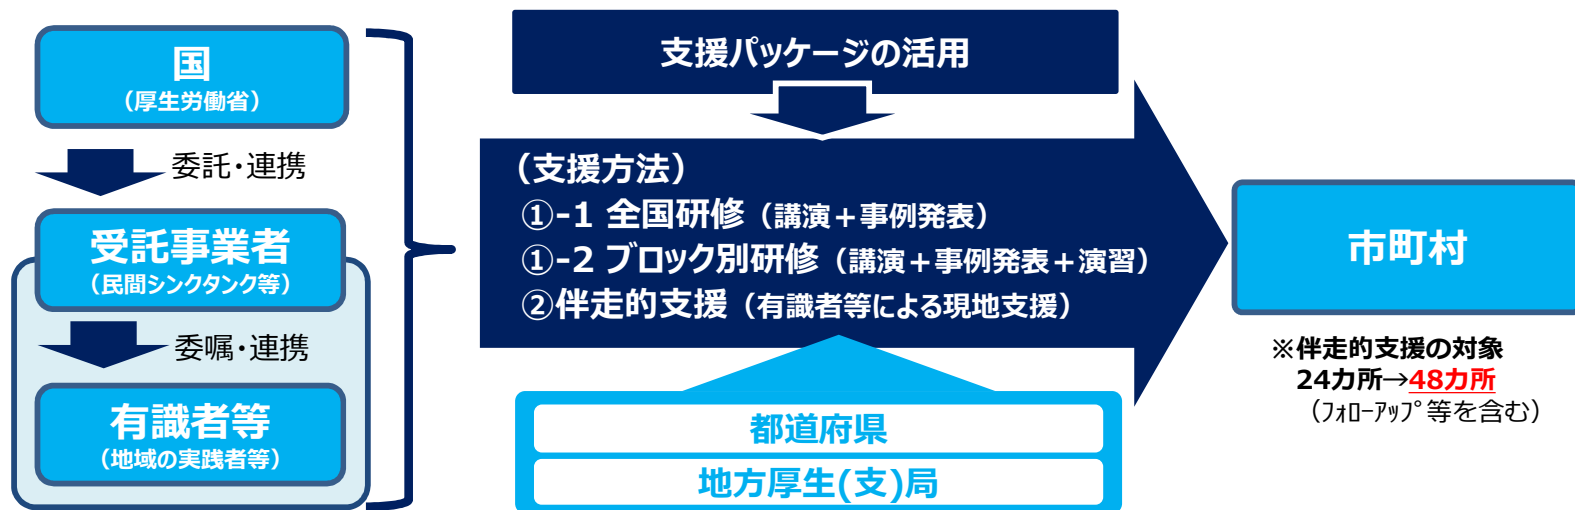 国
（厚生労働省）
委託・連携
受託事業者
（民間シンクタンク等）
委嘱・連携
有識者等
（地域の実践者等）
支援パッケージの活用
（支援方法）
①-1 全国研修（講演＋事例発表）
①-2 ブロック別研修（講演＋事例発表＋演習）
②伴走的支援（有識者等による現地支援）
都道府県
地方厚生(支)局
市町村
※伴走的支援の対象
24カ所→48カ所
（ﾌｫﾛｰｱｯﾌﾟ等を含む）